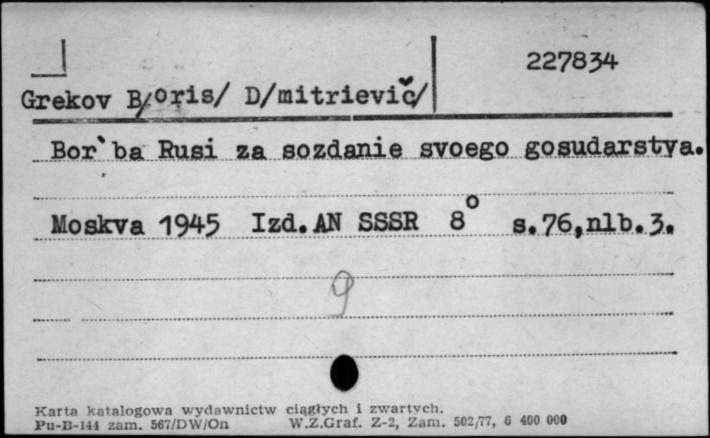 227834
Grekov B/oris/ D/mitrievič/
Bor`ba Rusi za sozdanie svoego gosudarstva.
Moskva 1945 Izd.AN SSSR 8° s.76,nlb.3.
9
Karta katalogowa wydawnictw ciągłych i zwartych.
Pu-B-144 zam. 567/DW/On W.Z.Graf. Z-2, Zam. 502/77, 6 400 000